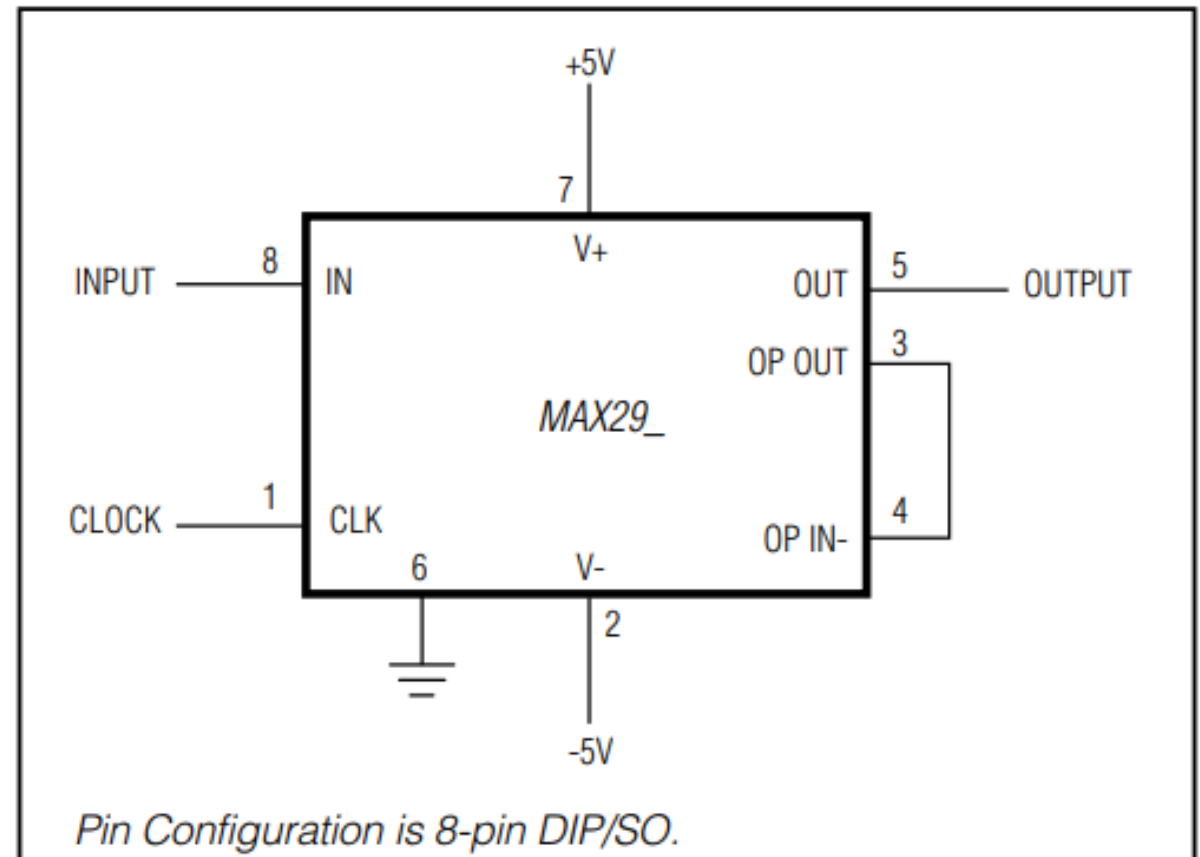 +5V
7
V+
INPUT 8 IN OUT 5 OUTPUT
OP OUT 3
MAX29_
CLOCK 1 CLK OP IN- 4
6 V-
2
-5V
Pin Configuration is 8-pin DIP/SO.